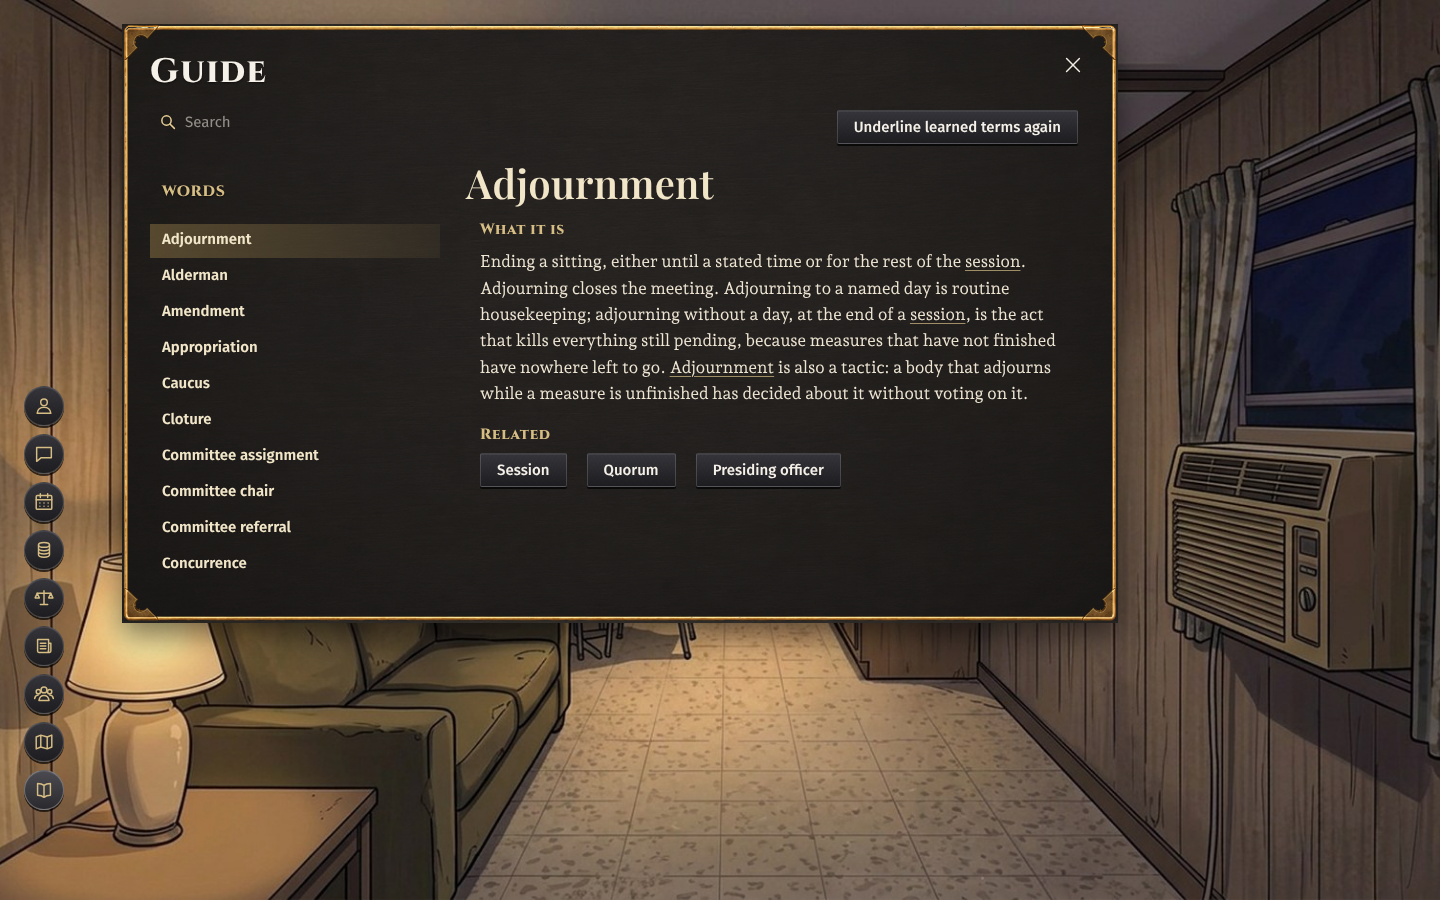 GUIDE
Search
Underline learned terms again
WORDS
Adjournment
Alderman
Amendment
Appropriation
Caucus
Cloture
Committee assignment
Committee chair
Committee referral
Concurrence
Adjournment
WHAT IT IS
Ending a sitting, either until a stated time or for the rest of the session.
Adjourning closes the meeting. Adjourning to a named day is routine
housekeeping; adjourning without a day, at the end of a session, is the act
that kills everything still pending, because measures that have not finished
have nowhere left to go. Adjournment is also a tactic: a body that adjourns
while a measure is unfinished has decided about it without voting on it.
RELATED
Session
Quorum
Presiding officer